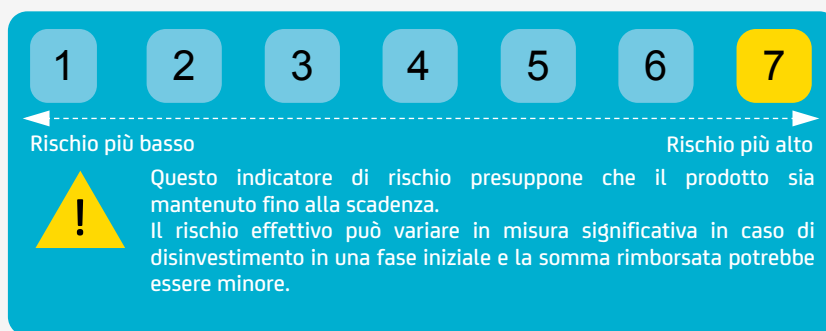 1 2 3 4 5 6 7
Rischio più basso Rischio più alto
Questo indicatore di rischio presuppone che il prodotto sia
mantenuto fino alla scadenza.
Il rischio effettivo può variare in misura significativa in caso di
disinvestimento in una fase iniziale e la somma rimborsata potrebbe
essere minore.
!